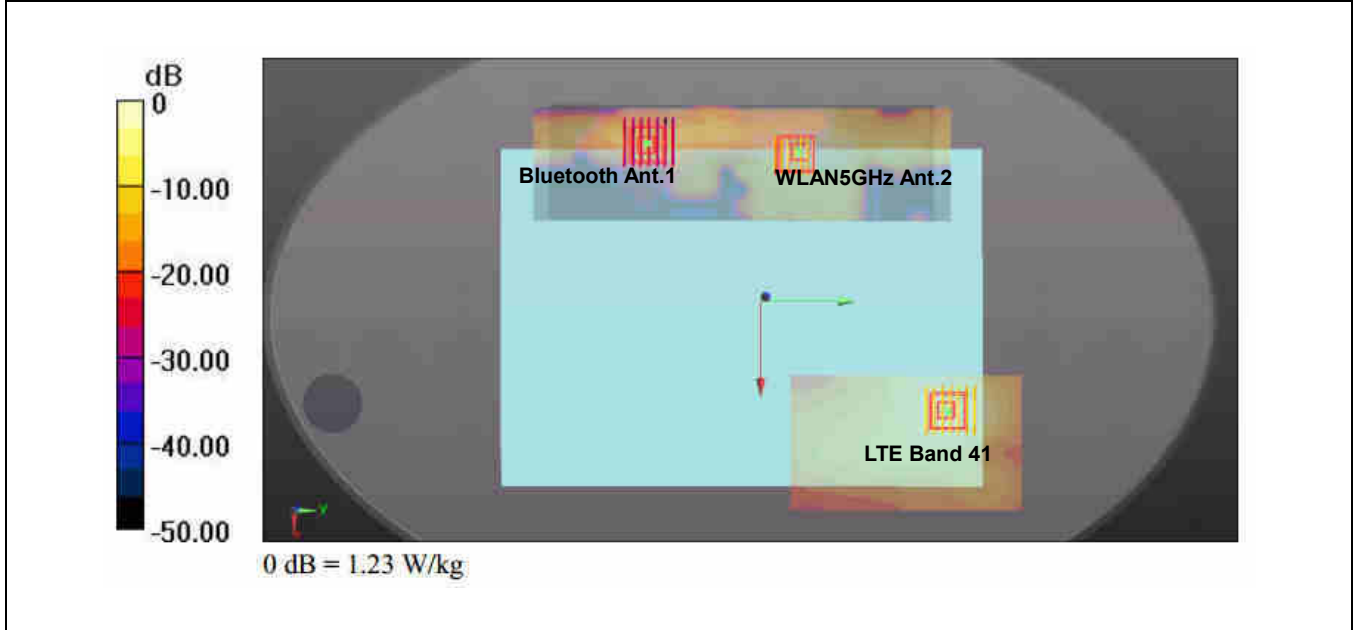 dB
0
-10.00
-20.00
-30.00
-40.00
-50.00
Bluetooth Ant.1
WLAN5GHz Ant.2
LTE Band 41
y
0 dB = 1.23 W/kg